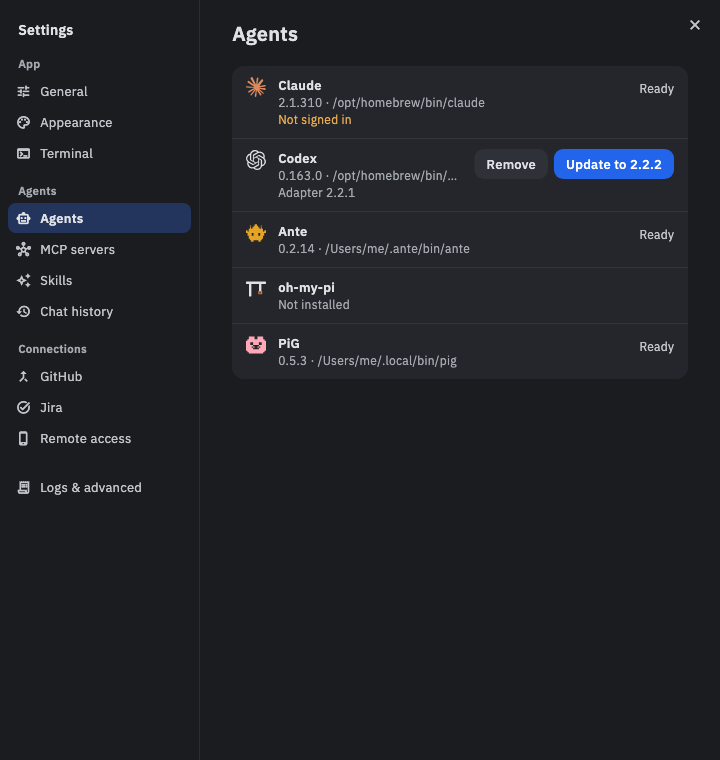 Settings
App
General
Appearance
Terminal
Agents
Agents
MCP servers
Skills
Chat history
Connections
GitHub
Jira
Remote access
Logs & advanced
Agents
Claude
2.1.310 · /opt/homebrew/bin/claude
Not signed in
Ready
Codex
0.163.0 · /opt/homebrew/bin/...
Adapter 2.2.1
Remove
Update to 2.2.2
Ante
0.2.14 · /Users/me/.ante/bin/ante
Ready
oh-my-pi
Not installed
PiG
0.5.3 · /Users/me/.local/bin/pig
Ready